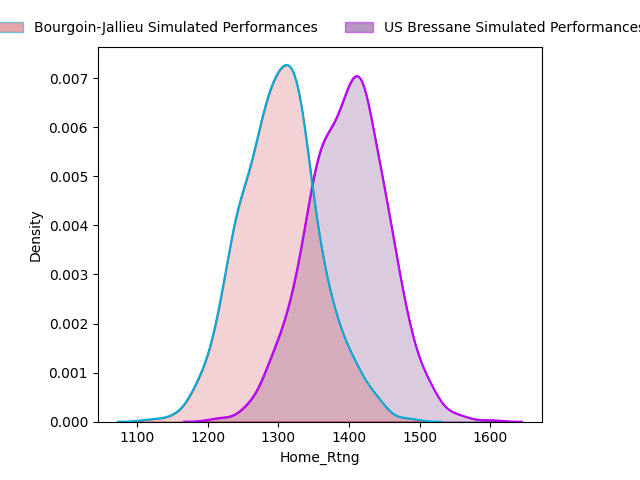 Bourgoin-Jallieu Simulated Performances US Bressane Simulated Performances
0.007
0.006
0.005
0.004
0.003
0.002
0.001
0.000
Density
1100 1200 1300 1400 1500 1600
Home_Rtng